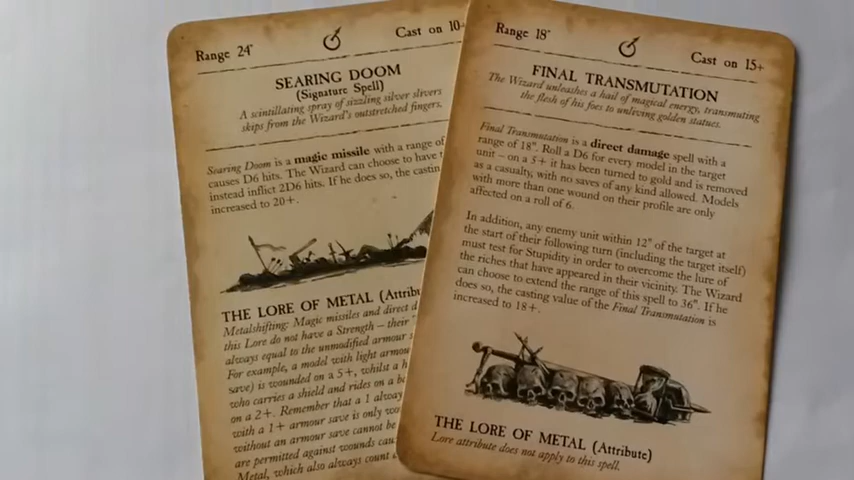 Range 24"
Cast on 10+
SEARING DOOM
(Signature Spell)
A scintillating spray of sizzling silver slivers
skips from the Wizard's outstretched fingers.
Searing Doom is a magic missile with a range of
causes D6 hits. The Wizard can choose to have
instead inflict 2D6 hits. If he does so, the
increased to 20+.
THE LORE OF METAL
Metalshifting: Magic missiles and direct
this Lore do not have a Strength – their
always equal to the unmodified armour
For example, a model with light armour
save) is wounded on a 5+, whilst a
who carries a shield and rides on a
on a 2+. Remember that a 1 always
with a 1+ armour save is only
without an armour save cannot be
are permitted against wounds
Metal, which also always count
Range 18"
Cast on 15+
FINAL TRANSMUTATION
The Wizard unleashes a hail of magical energy, transmuting
the flesh of his foes to unliving golden statues.
Final Transmutation is a direct damage spell with a
range of 18". Roll a D6 for every model in the target
unit – on a 5+ it has been turned to gold and is removed
as a casualty, with no saves of any kind allowed. Models
with more than one wound on their profile are only
affected on a roll of 6.
In addition, any enemy unit within 12" of the target at
the start of their following turn (including the target itself)
must test for Stupidity in order to overcome the lure of
the riches that have appeared in their vicinity. The Wizard
can choose to extend the range of this spell to 36". If he
does so, the casting value of the Final Transmutation is
increased to 18+.
THE LORE OF METAL (Attribute)
Lore attribute does not apply to this spell.